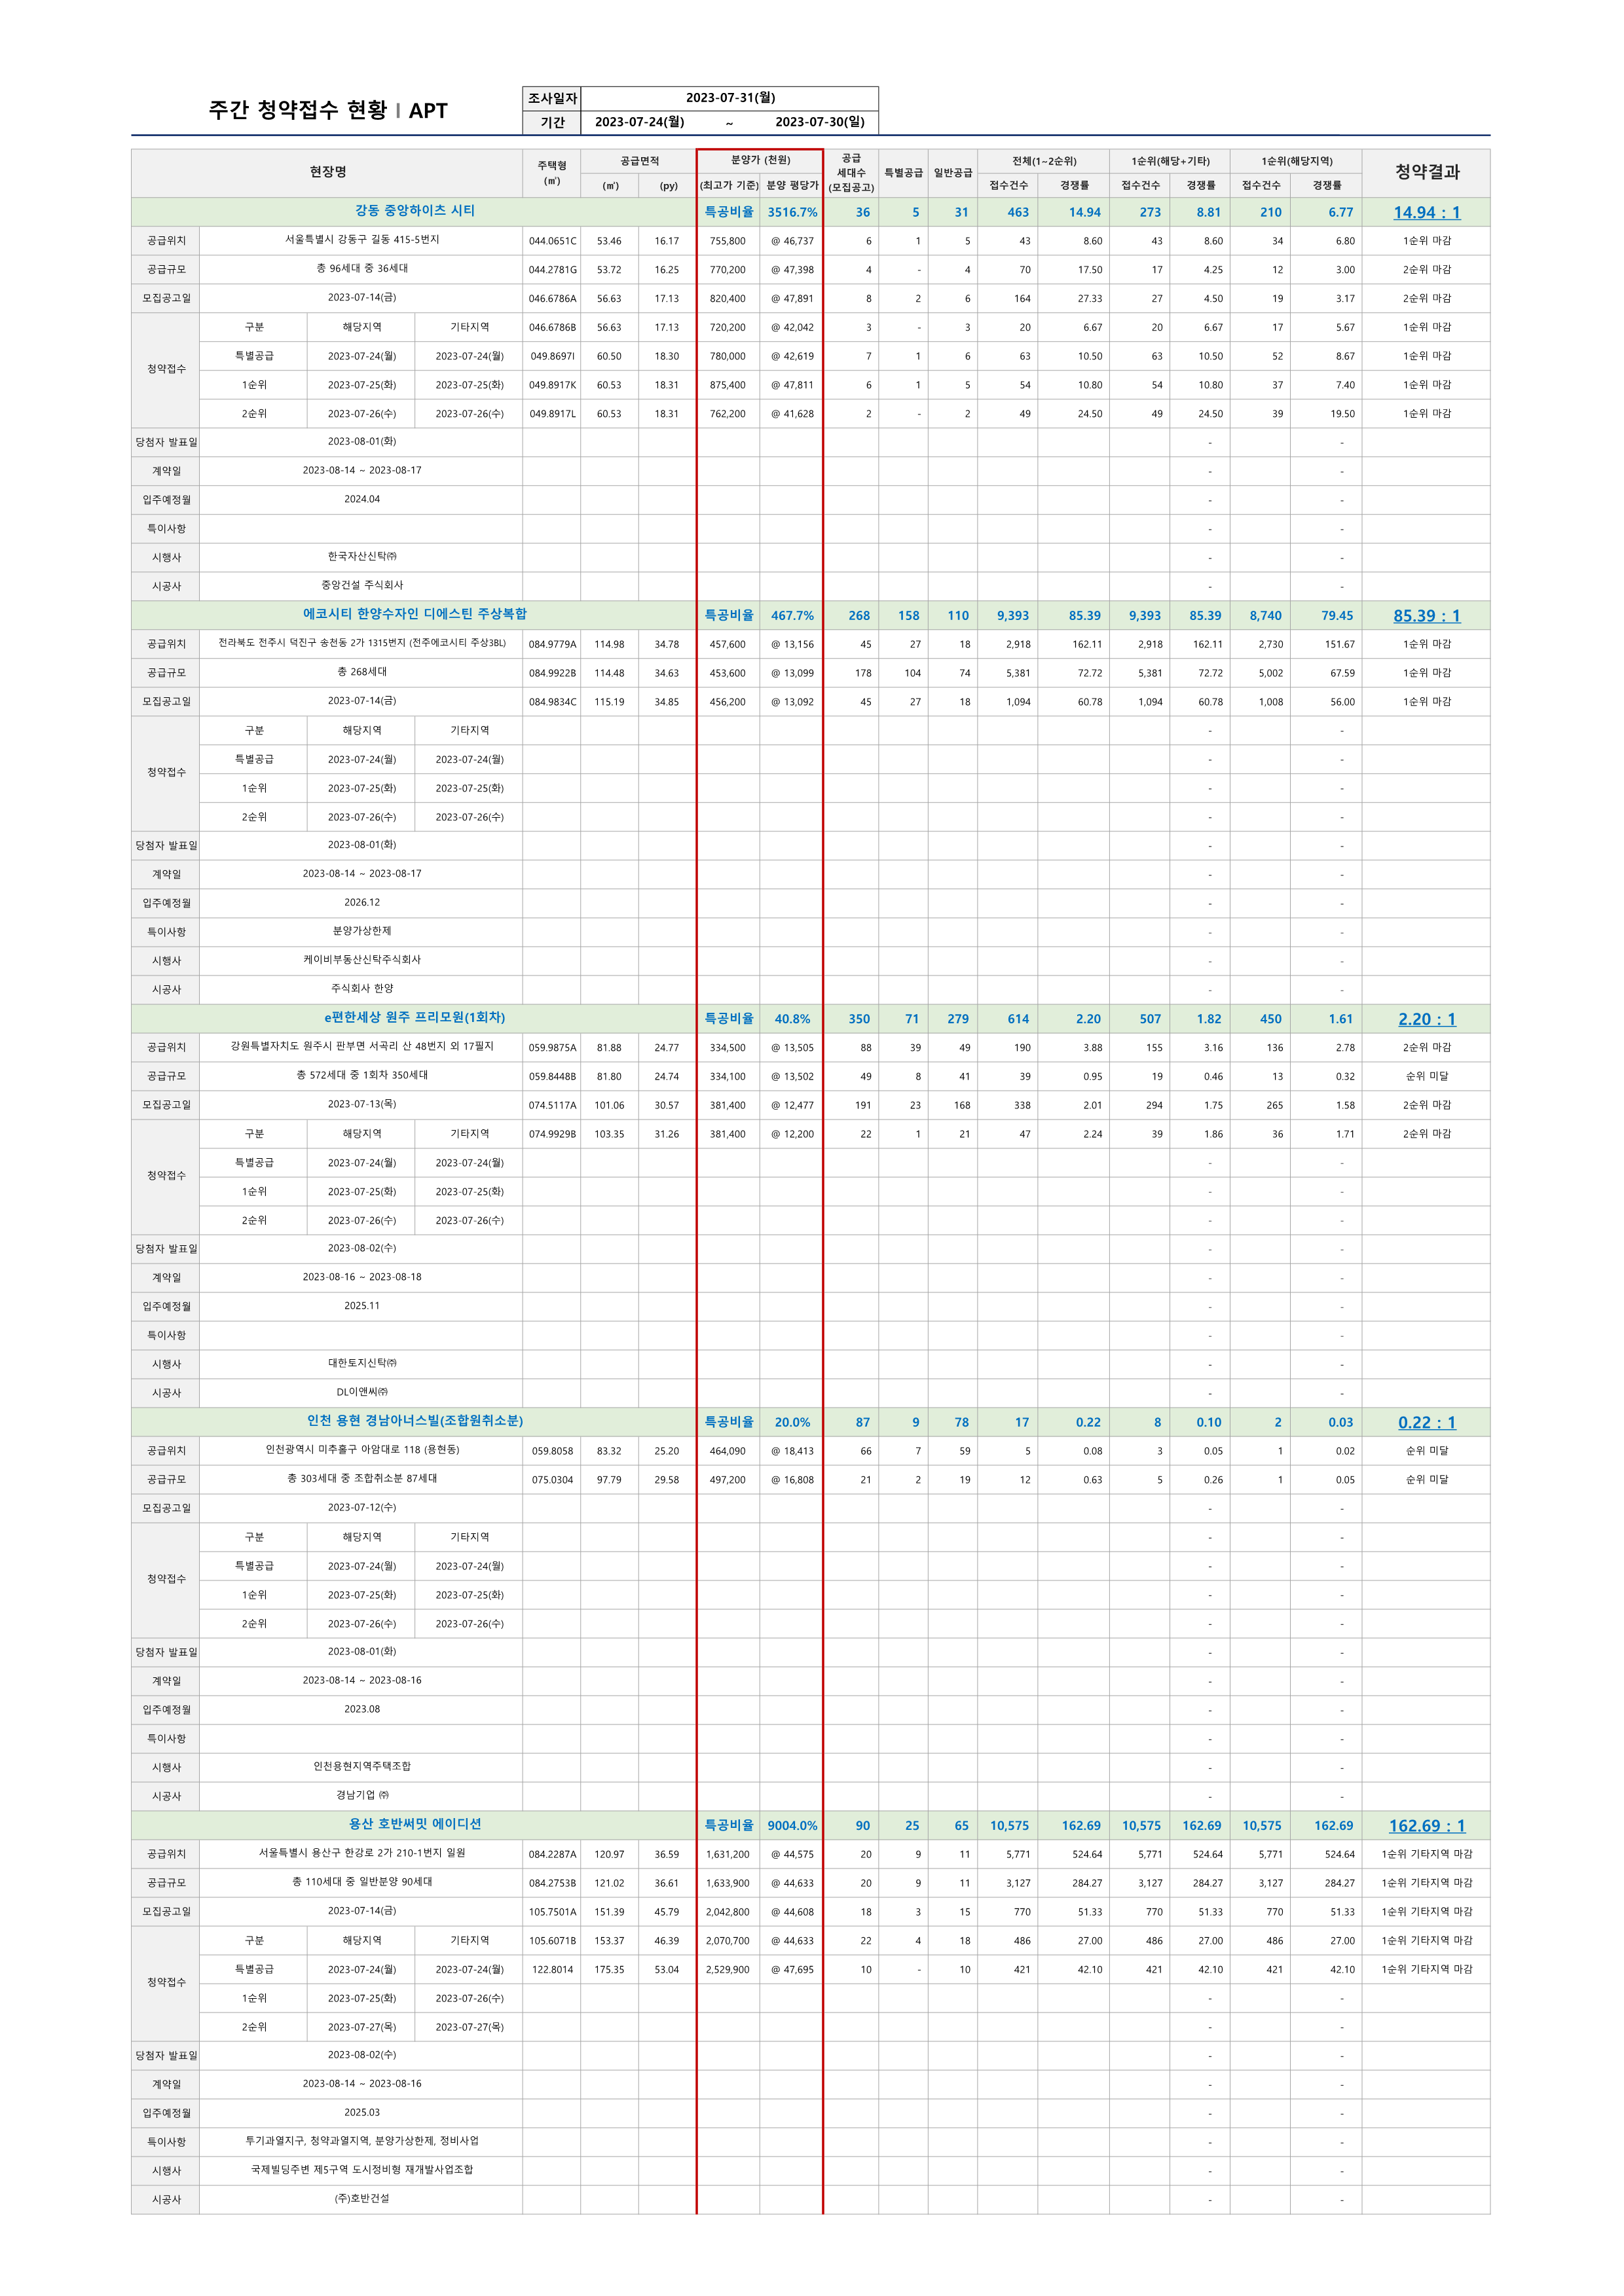 주간 청약접수 현황 I APT
조사일자 2023-07-31(월)
기간 2023-07-24(월) ~ 2023-07-30(일)
현장명 주택형 (㎡) 공급면적 분양가 (천원) 공급 세대수 (모집공고) 특별공급 일반공급 전체(1~2순위) 1순위(해당+기타) 1순위(해당지역) 청약결과
(㎡) (py) (최고가 기준) 분양 평당가 접수건수 경쟁률 접수건수 경쟁률 접수건수 경쟁률
강동 중앙하이츠 시티 특공비율 3516.7% 36 5 31 463 14.94 273 8.81 210 6.77 14.94 : 1
공급위치 서울특별시 강동구 길동 415-5번지 044.0651C 53.46 16.17 755,800 @ 46,737 6 1 5 43 8.60 43 8.60 34 6.80 1순위 마감
공급규모 총 96세대 중 36세대 044.2781G 53.72 16.25 770,200 @ 47,398 4 - 4 70 17.50 17 4.25 12 3.00 2순위 마감
모집공고일 2023-07-14(금) 046.6786A 56.63 17.13 820,400 @ 47,891 8 2 6 164 27.33 27 4.50 19 3.17 2순위 마감
청약접수 구분 해당지역 기타지역 046.6786B 56.63 17.13 720,200 @ 42,042 3 - 3 20 6.67 20 6.67 17 5.67 1순위 마감
특별공급 2023-07-24(월) 2023-07-24(월) 049.8697I 60.50 18.30 780,000 @ 42,619 7 1 6 63 10.50 63 10.50 52 8.67 1순위 마감
1순위 2023-07-25(화) 2023-07-25(화) 049.8917K 60.53 18.31 875,400 @ 47,811 6 1 5 54 10.80 54 10.80 37 7.40 1순위 마감
2순위 2023-07-26(수) 2023-07-26(수) 049.8917L 60.53 18.31 762,200 @ 41,628 2 - 2 49 24.50 49 24.50 39 19.50 1순위 마감
당첨자 발표일 2023-08-01(화) - -
계약일 2023-08-14 ~ 2023-08-17 - -
입주예정월 2024.04 - -
특이사항 - -
시행사 한국자산신탁㈜ - -
시공사 중앙건설 주식회사 - -
에코시티 한양수자인 디에스틴 주상복합 특공비율 467.7% 268 158 110 9,393 85.39 9,393 85.39 8,740 79.45 85.39 : 1
공급위치 전라북도 전주시 덕진구 송천동 2가 1315번지 (전주에코시티 주상3BL) 084.9779A 114.98 34.78 457,600 @ 13,156 45 27 18 2,918 162.11 2,918 162.11 2,730 151.67 1순위 마감
공급규모 총 268세대 084.9922B 114.48 34.63 453,600 @ 13,099 178 104 74 5,381 72.72 5,381 72.72 5,002 67.59 1순위 마감
모집공고일 2023-07-14(금) 084.9834C 115.19 34.85 456,200 @ 13,092 45 27 18 1,094 60.78 1,094 60.78 1,008 56.00 1순위 마감
청약접수 구분 해당지역 기타지역 - -
특별공급 2023-07-24(월) 2023-07-24(월) - -
1순위 2023-07-25(화) 2023-07-25(화) - -
2순위 2023-07-26(수) 2023-07-26(수) - -
당첨자 발표일 2023-08-01(화) - -
계약일 2023-08-14 ~ 2023-08-17 - -
입주예정월 2026.12 - -
특이사항 분양가상한제 - -
시행사 케이비부동산신탁주식회사 - -
시공사 주식회사 한양 - -
e편한세상 원주 프리모원(1회차) 특공비율 40.8% 350 71 279 614 2.20 507 1.82 450 1.61 2.20 : 1
공급위치 강원특별자치도 원주시 판부면 서곡리 산 48번지 외 17필지 059.9875A 81.88 24.77 334,500 @ 13,505 88 39 49 190 3.88 155 3.16 136 2.78 2순위 마감
공급규모 총 572세대 중 1회차 350세대 059.8448B 81.80 24.74 334,100 @ 13,502 49 8 41 39 0.95 19 0.46 13 0.32 순위 미달
모집공고일 2023-07-13(목) 074.5117A 101.06 30.57 381,400 @ 12,477 191 23 168 338 2.01 294 1.75 265 1.58 2순위 마감
청약접수 구분 해당지역 기타지역 074.9929B 103.35 31.26 381,400 @ 12,200 22 1 21 47 2.24 39 1.86 36 1.71 2순위 마감
특별공급 2023-07-24(월) 2023-07-24(월) - -
1순위 2023-07-25(화) 2023-07-25(화) - -
2순위 2023-07-26(수) 2023-07-26(수) - -
당첨자 발표일 2023-08-02(수) - -
계약일 2023-08-16 ~ 2023-08-18 - -
입주예정월 2025.11 - -
특이사항 - -
시행사 대한토지신탁㈜ - -
시공사 DL이앤씨㈜ - -
인천 용현 경남아너스빌(조합원취소분) 특공비율 20.0% 87 9 78 17 0.22 8 0.10 2 0.03 0.22 : 1
공급위치 인천광역시 미추홀구 아암대로 118 (용현동) 059.8058 83.32 25.20 464,090 @ 18,413 66 7 59 5 0.08 3 0.05 1 0.02 순위 미달
공급규모 총 303세대 중 조합취소분 87세대 075.0304 97.79 29.58 497,200 @ 16,808 21 2 19 12 0.63 5 0.26 1 0.05 순위 미달
모집공고일 2023-07-12(수) - -
청약접수 구분 해당지역 기타지역 - -
특별공급 2023-07-24(월) 2023-07-24(월) - -
1순위 2023-07-25(화) 2023-07-25(화) - -
2순위 2023-07-26(수) 2023-07-26(수) - -
당첨자 발표일 2023-08-01(화) - -
계약일 2023-08-14 ~ 2023-08-16 - -
입주예정월 2023.08 - -
특이사항 - -
시행사 인천용현지역주택조합 - -
시공사 경남기업 ㈜ - -
용산 호반써밋 에이디션 특공비율 9004.0% 90 25 65 10,575 162.69 10,575 162.69 10,575 162.69 162.69 : 1
공급위치 서울특별시 용산구 한강로 2가 210-1번지 일원 084.2287A 120.97 36.59 1,631,200 @ 44,575 20 9 11 5,771 524.64 5,771 524.64 5,771 524.64 1순위 기타지역 마감
공급규모 총 110세대 중 일반분양 90세대 084.2753B 121.02 36.61 1,633,900 @ 44,633 20 9 11 3,127 284.27 3,127 284.27 3,127 284.27 1순위 기타지역 마감
모집공고일 2023-07-14(금) 105.7501A 151.39 45.79 2,042,800 @ 44,608 18 3 15 770 51.33 770 51.33 770 51.33 1순위 기타지역 마감
청약접수 구분 해당지역 기타지역 105.6071B 153.37 46.39 2,070,700 @ 44,633 22 4 18 486 27.00 486 27.00 486 27.00 1순위 기타지역 마감
특별공급 2023-07-24(월) 2023-07-24(월) 122.8014 175.35 53.04 2,529,900 @ 47,695 10 - 10 421 42.10 421 42.10 421 42.10 1순위 기타지역 마감
1순위 2023-07-25(화) 2023-07-26(수) - -
2순위 2023-07-27(목) 2023-07-27(목) - -
당첨자 발표일 2023-08-02(수) - -
계약일 2023-08-14 ~ 2023-08-16 - -
입주예정월 2025.03 - -
특이사항 투기과열지구, 청약과열지역, 분양가상한제, 정비사업 - -
시행사 국제빌딩주변 제5구역 도시정비형 재개발사업조합 - -
시공사 (주)호반건설 - -